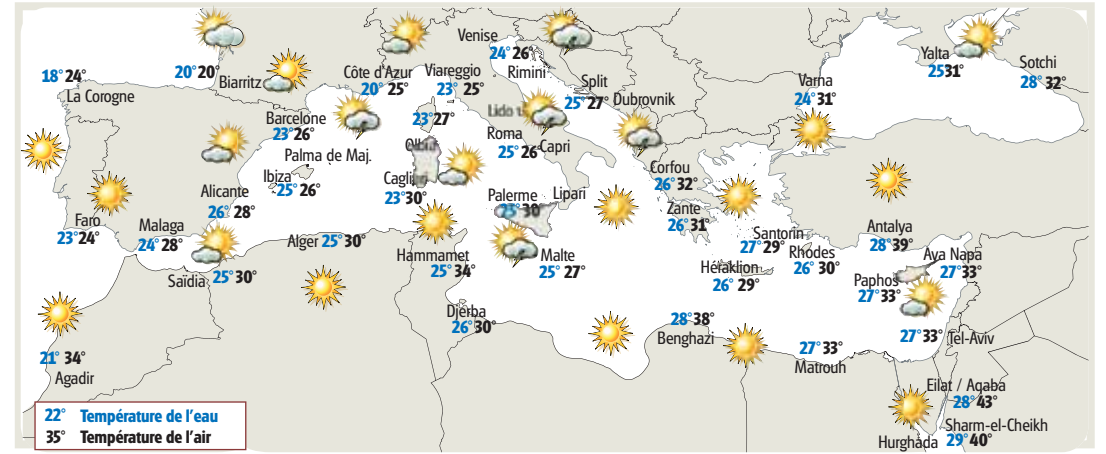 18° 24°
La Corogne
20° 20°
Biarritz
Côte d'Azur
20° 25°
Viareggio
23° 25°
Venise
24° 26°
Rimini
Split
25° 27°
Dubrovnik
Varna
24° 31°
Yalta
25 31°
Sotchi
28° 32°
Barcelone
23° 26°
23° 27°
Lido
Roma
25° 26°
Capri
Palma de Maj.
Ibiza
25° 26°
Cagliari
23° 30°
Palerme
25° 30°
Lipari
Corfou
26° 32°
Zante
26° 31°
Alicante
26° 28°
Faro
23° 24°
Malaga
24° 28°
Saïdia
25° 30°
Alger 25° 30°
Hammamet
25° 34°
Malte
25° 27°
Santorin
27° 29°
Héraklion
26° 29°
Rhodes
26° 30°
Antalya
28° 39°
Ava Napa
27° 33°
Paphos
27° 33°
Djerba
26° 30°
28° 38°
Benghazi
27° 33°
Matrouh
27° 33°
Tel-Aviv
21° 34°
Agadir
Eilat / Aqaba
28° 43°
Sharm-el-Cheikh
Hurghada 29° 40°
22° Température de l'eau
35° Température de l'air